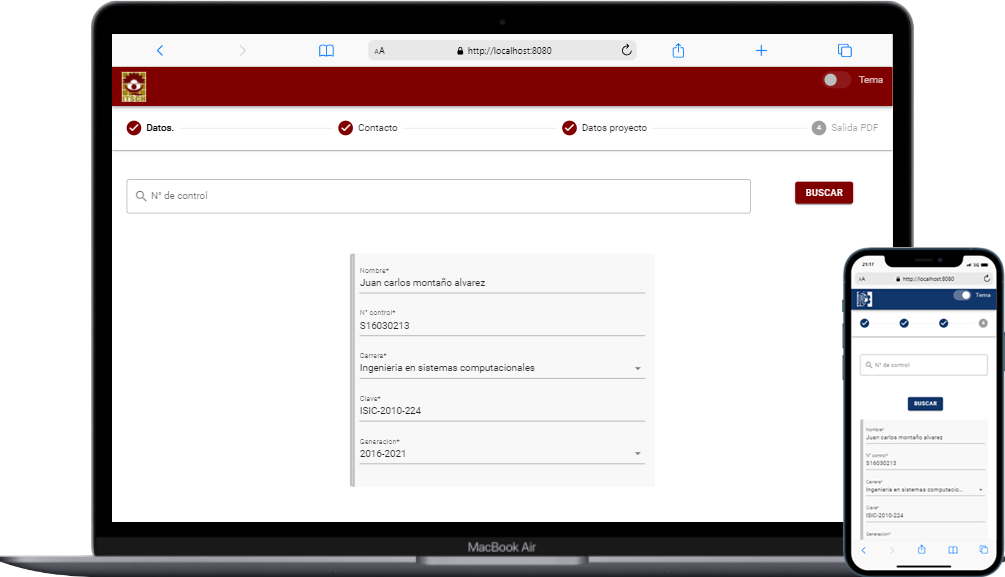 AA
http://localhost:8080
ITSCH
Tema
Datos.
Contacto
Datos proyecto
4
Salida PDF
N° de control
BUSCAR
Nombre*
Juan carlos montaño alvarez
N° control*
S16030213
Carrera*
Ingenieria en sistemas computacionales
Clave*
ISIC-2010-224
Generacion*
2016-2021
MacBook Air
21:17
5G
AA
http://localhost:8080
Tema
4
N° de control
BUSCAR
Nombre*
Juan carlos montaño alvarez
N° control*
S16030213
Carrera*
Ingenieria en sistemas computacio...
Clave*
ISIC-2010-224
Generacion*